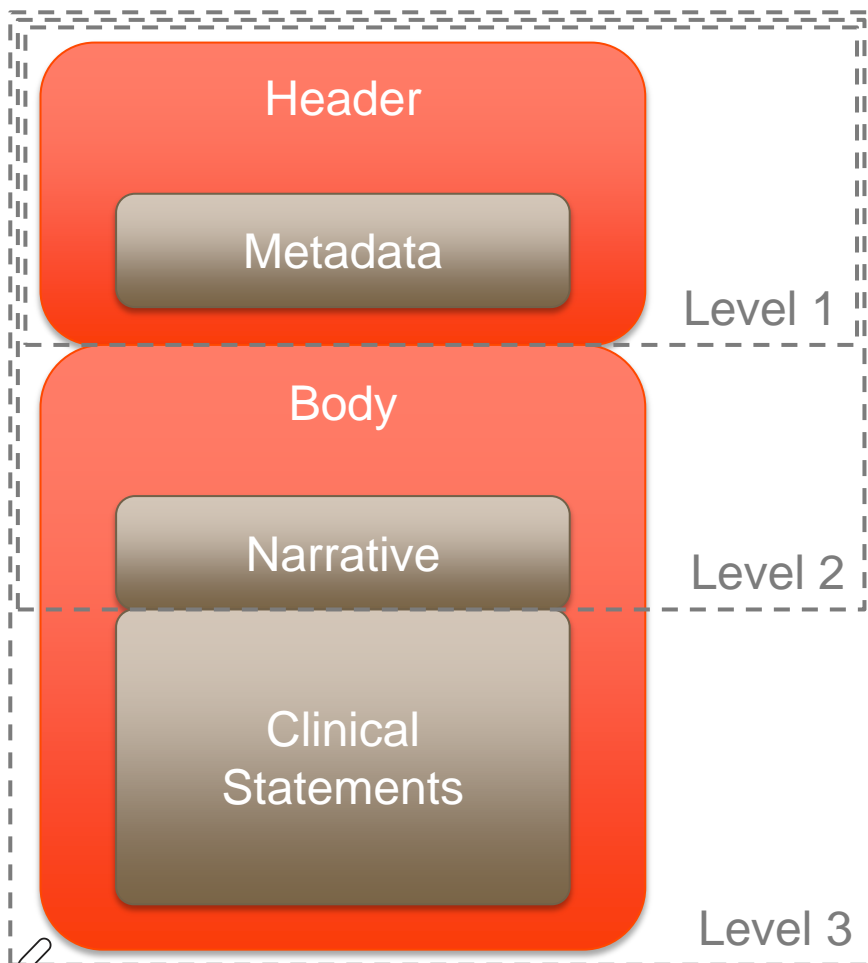 Header
Metadata
Level 1
Body
Narrative
Level 2
Clinical
Statements
Level 3